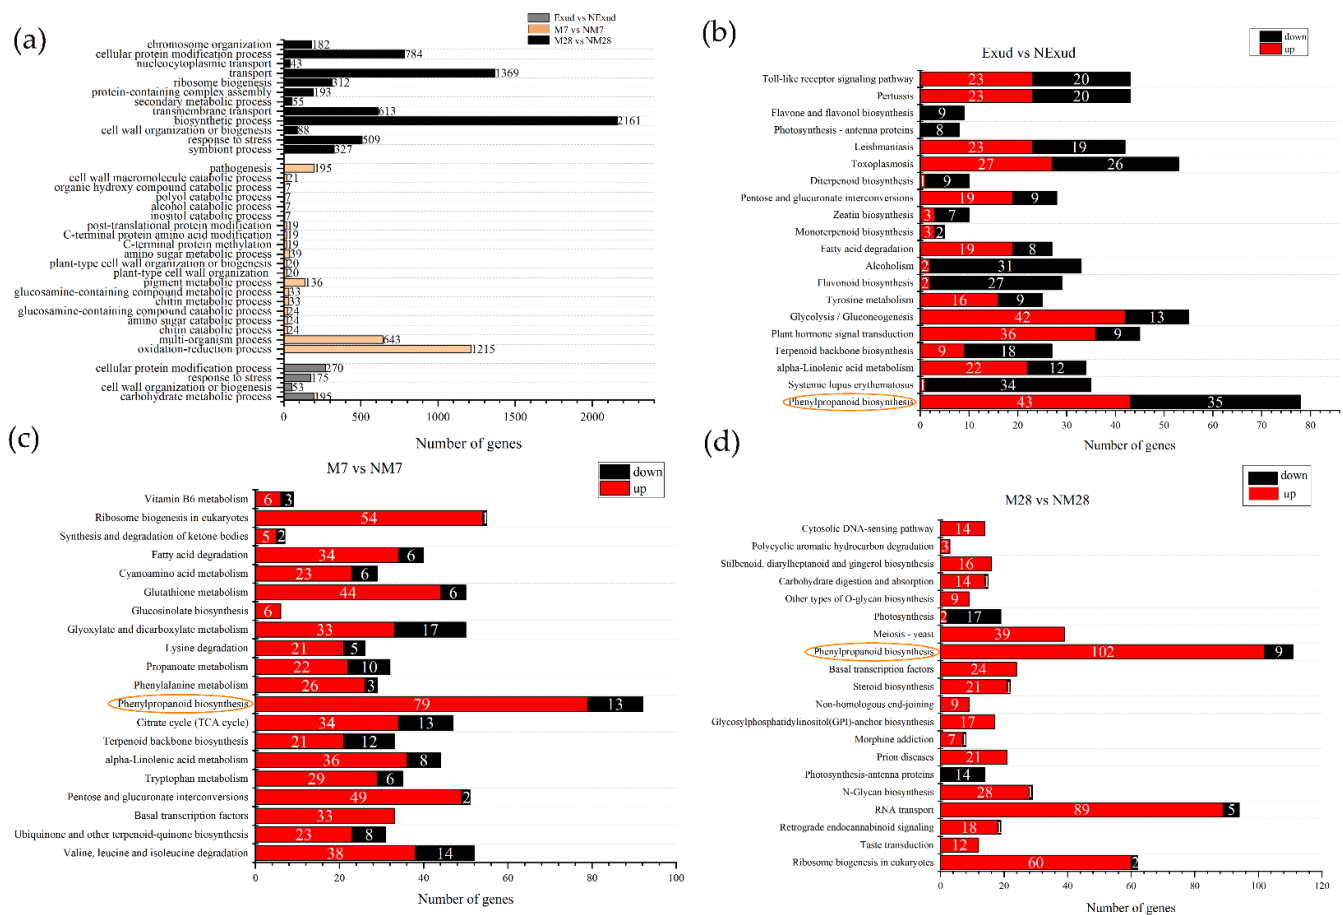 (a)
Exud vs NExud
M7 vs NM7
M28 vs NM28
chromosome organization 182
cellular protein modification process 784
nucleocytoplasmic transport 43
transport 1369
ribosome biogenesis 312
protein-containing complex assembly 193
secondary metabolic process 55
transmembrane transport 613
biosynthetic process 2161
cell wall organization or biogenesis 88
response to stress 509
symbiont process 327
pathogenesis 195
cell wall macromolecule catabolic process 21
organic hydroxy compound catabolic process 7
polyol catabolic process 7
alcohol catabolic process 7
inositol catabolic process 7
post-translational protein modification 19
C-terminal protein amino acid modification 19
C-terminal protein methylation 19
amino sugar metabolic process 39
plant-type cell wall organization or biogenesis 20
plant-type cell wall organization 20
pigment metabolic process 136
glucosamine-containing compound metabolic process 33
chitin metabolic process 33
glucosamine-containing compound catabolic process 24
amino sugar catabolic process 24
chitin catabolic process 24
multi-organism process 643
oxidation-reduction process 1215
cellular protein modification process 270
response to stress 175
cell wall organization or biogenesis 53
carbohydrate metabolic process 195
0 500 1000 1500 2000
Number of genes
(b)
Exud vs NExud
down
up
Toll-like receptor signaling pathway 23 20
Pertussis 23 20
Flavone and flavonol biosynthesis 9
Photosynthesis - antenna proteins 8
Leishmaniasis 23 19
Toxoplasmosis 27 26
Diterpenoid biosynthesis 1 9
Pentose and glucuronate interconversions 19 9
Zeatin biosynthesis 3 7
Monoterpenoid biosynthesis 3 2
Fatty acid degradation 19 8
Alcoholism 2 31
Flavonoid biosynthesis 2 27
Tyrosine metabolism 16 9
Glycolysis / Gluconeogenesis 42 13
Plant hormone signal transduction 36 9
Terpenoid backbone biosynthesis 9 18
alpha-Linolenic acid metabolism 22 12
Systemic lupus erythematosus 1 34
Phenylpropanoid biosynthesis 43 35
0 10 20 30 40 50 60 70 80
Number of genes
(c)
M7 vs NM7
down
up
Vitamin B6 metabolism 6 3
Ribosome biogenesis in eukaryotes 54 1
Synthesis and degradation of ketone bodies 5 2
Fatty acid degradation 34 6
Cyanoamino acid metabolism 23 6
Glutathione metabolism 44 6
Glucosinolate biosynthesis 6
Glyoxylate and dicarboxylate metabolism 33 17
Lysine degradation 21 5
Propanoate metabolism 22 10
Phenylalanine metabolism 26 3
Phenylpropanoid biosynthesis 79 13
Citrate cycle (TCA cycle) 34 13
Terpenoid backbone biosynthesis 21 12
alpha-Linolenic acid metabolism 36 8
Tryptophan metabolism 29 6
Pentose and glucuronate interconversions 49 2
Basal transcription factors 33
Ubiquinone and other terpenoid-quinone biosynthesis 23 8
Valine, leucine and isoleucine degradation 38 14
0 20 40 60 80 100
Number of genes
(d)
M28 vs NM28
down
up
Cytosolic DNA-sensing pathway 14
Polycyclic aromatic hydrocarbon degradation 3
Stilbenoid, diarylheptanoid and gingerol biosynthesis 16
Carbohydrate digestion and absorption 14 1
Other types of O-glycan biosynthesis 9
Photosynthesis 2 17
Meiosis - yeast 39
Phenylpropanoid biosynthesis 102 9
Basal transcription factors 24
Steroid biosynthesis 21 1
Non-homologous end-joining 9
Glycosylphosphatidylinositol(GPI)-anchor biosynthesis 17
Morphine addiction 7 1
Prion diseases 21
Photosynthesis-antenna proteins 14
N-Glycan biosynthesis 28 1
RNA transport 89 5
Retrograde endocannabinoid signaling 18 1
Taste transduction 12
Ribosome biogenesis in eukaryotes 60 2
0 20 40 60 80 100 120
Number of genes